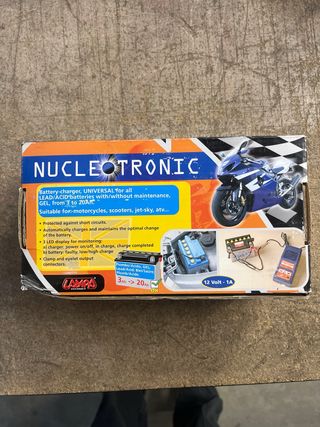 NUCLEOTRONIC
Battery-charger, UNIVERSAL for all
LEAD/ACID batteries with/without maintenance,
GEL, from 3 to 20Ah
Suitable for: motorcycles, scooters, jet-sky, atv...
• Protected against short circuits.
• Automatically charges and maintains the optimal change
of the battery.
• 3 LED display for monitoring:
a) charger, power on/off, in charge, charge completed
b) battery: faulty, low/high charge
• Clamp and eyelet output
connectors.
LAMPA
3Ah -> 20Ah
12 Volt - 1A